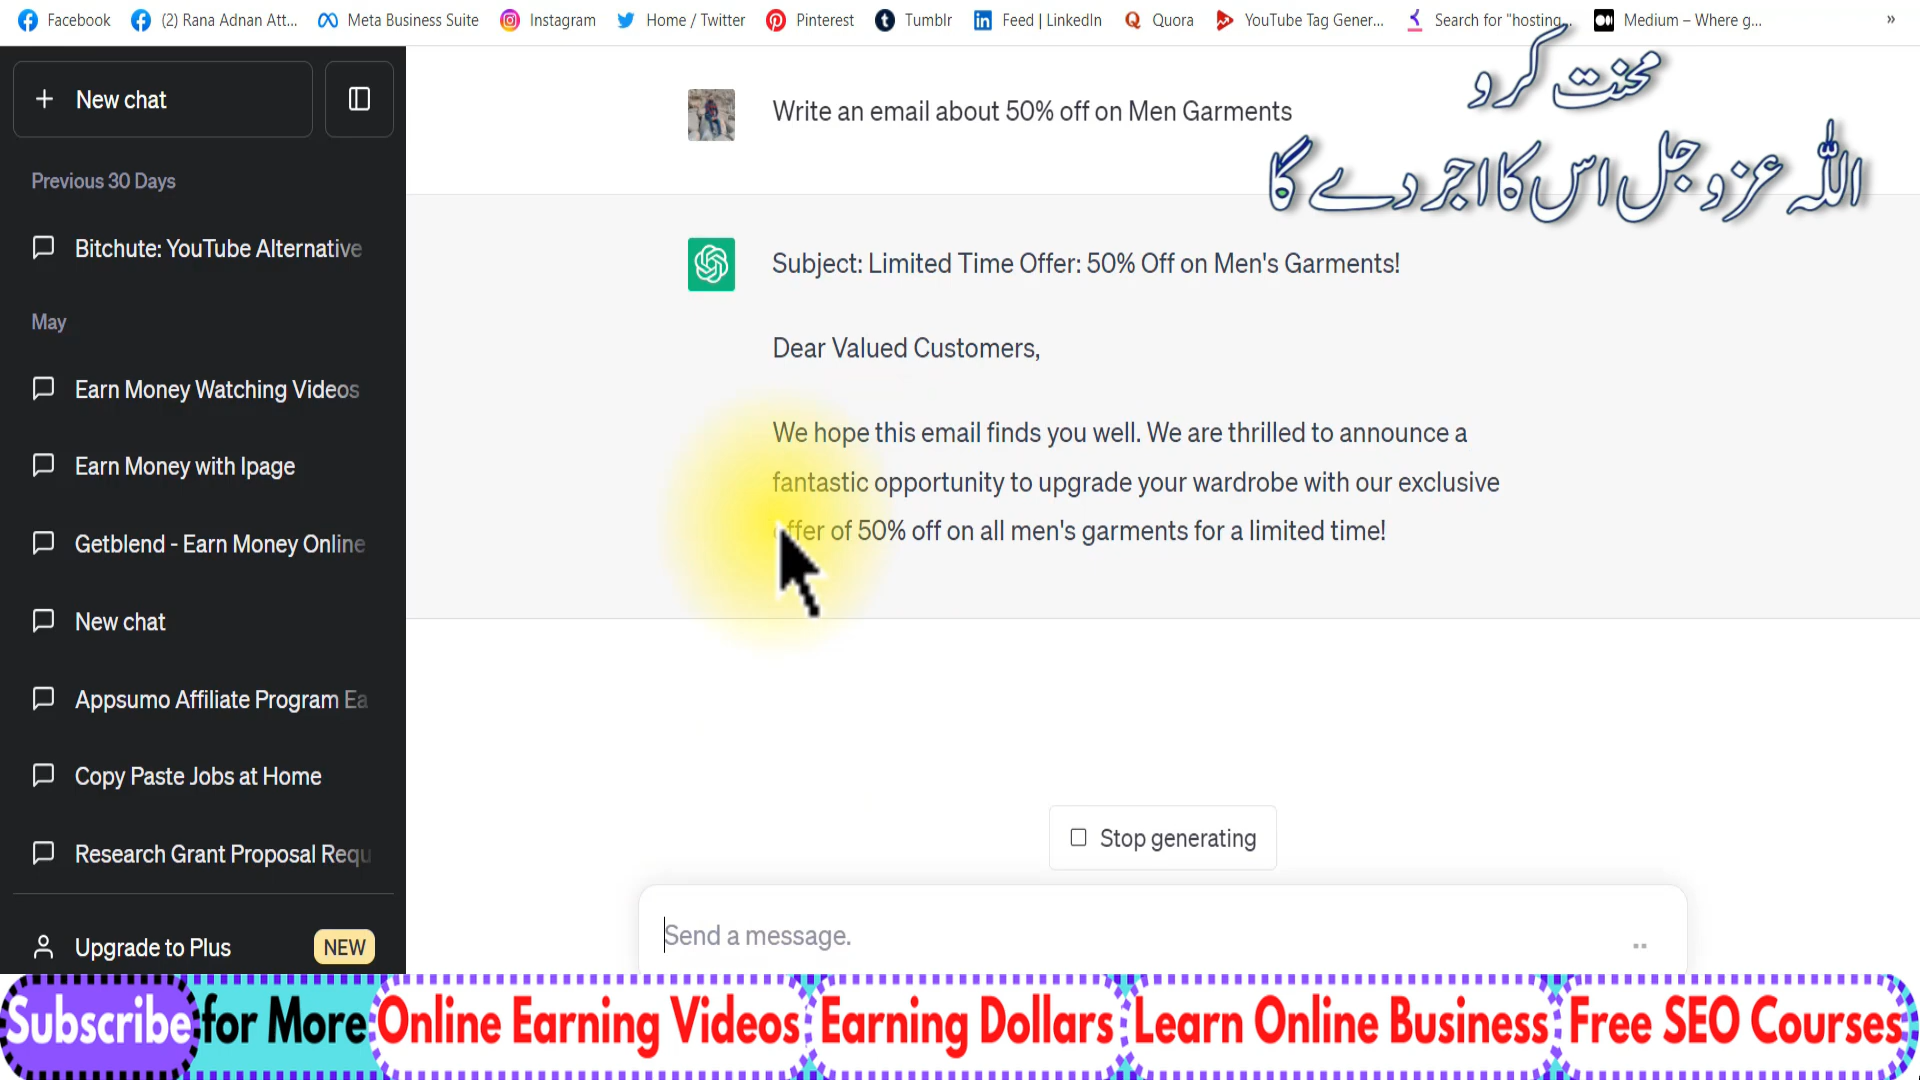 Facebook
(2) Rana Adnan Att...
Meta Business Suite
Instagram
Home / Twitter
Pinterest
Tumblr
Feed | LinkedIn
Quora
YouTube Tag Gener...
Search for "hosting...
Medium – Where g...
»
محنت کرو
اللہ عزوجل اس کا اجر دے گا
New chat
Previous 30 Days
Bitchute: YouTube Alternative
May
Earn Money Watching Videos
Earn Money with Ipage
Getblend - Earn Money Online
New chat
Appsumo Affiliate Program Ea
Copy Paste Jobs at Home
Research Grant Proposal Requ
Upgrade to Plus NEW
Write an email about 50% off on Men Garments
Subject: Limited Time Offer: 50% Off on Men's Garments!
Dear Valued Customers,
We hope this email finds you well. We are thrilled to announce a
fantastic opportunity to upgrade your wardrobe with our exclusive
offer of 50% off on all men's garments for a limited time!
Stop generating
Send a message.
Subscribe for More Online Earning Videos Earning Dollars Learn Online Business Free SEO Courses